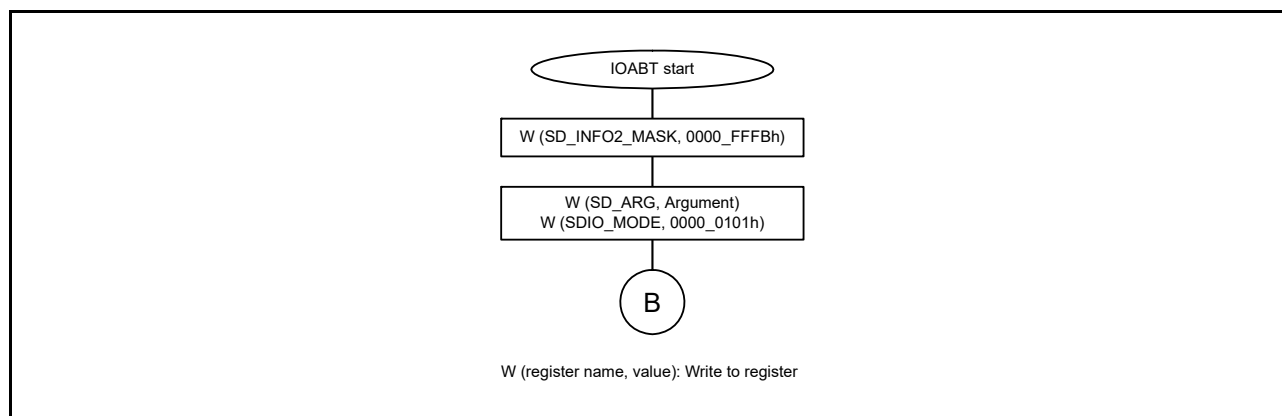 IOABT start
W (SD_INFO2_MASK, 0000_FFFBh)
W (SD_ARG, Argument)
W (SDIO_MODE, 0000_0101h)
B
W (register name, value): Write to register